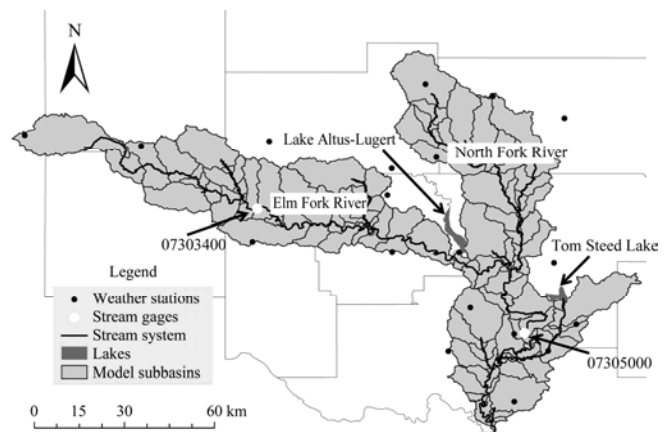 N
Lake Altus-Lugert
North Fork River
Elm Fork River
07303400
Tom Steed Lake
Legend
Weather stations
Stream gages
Stream system
Lakes
Model subbasins
07305000
0 15 30 60 km